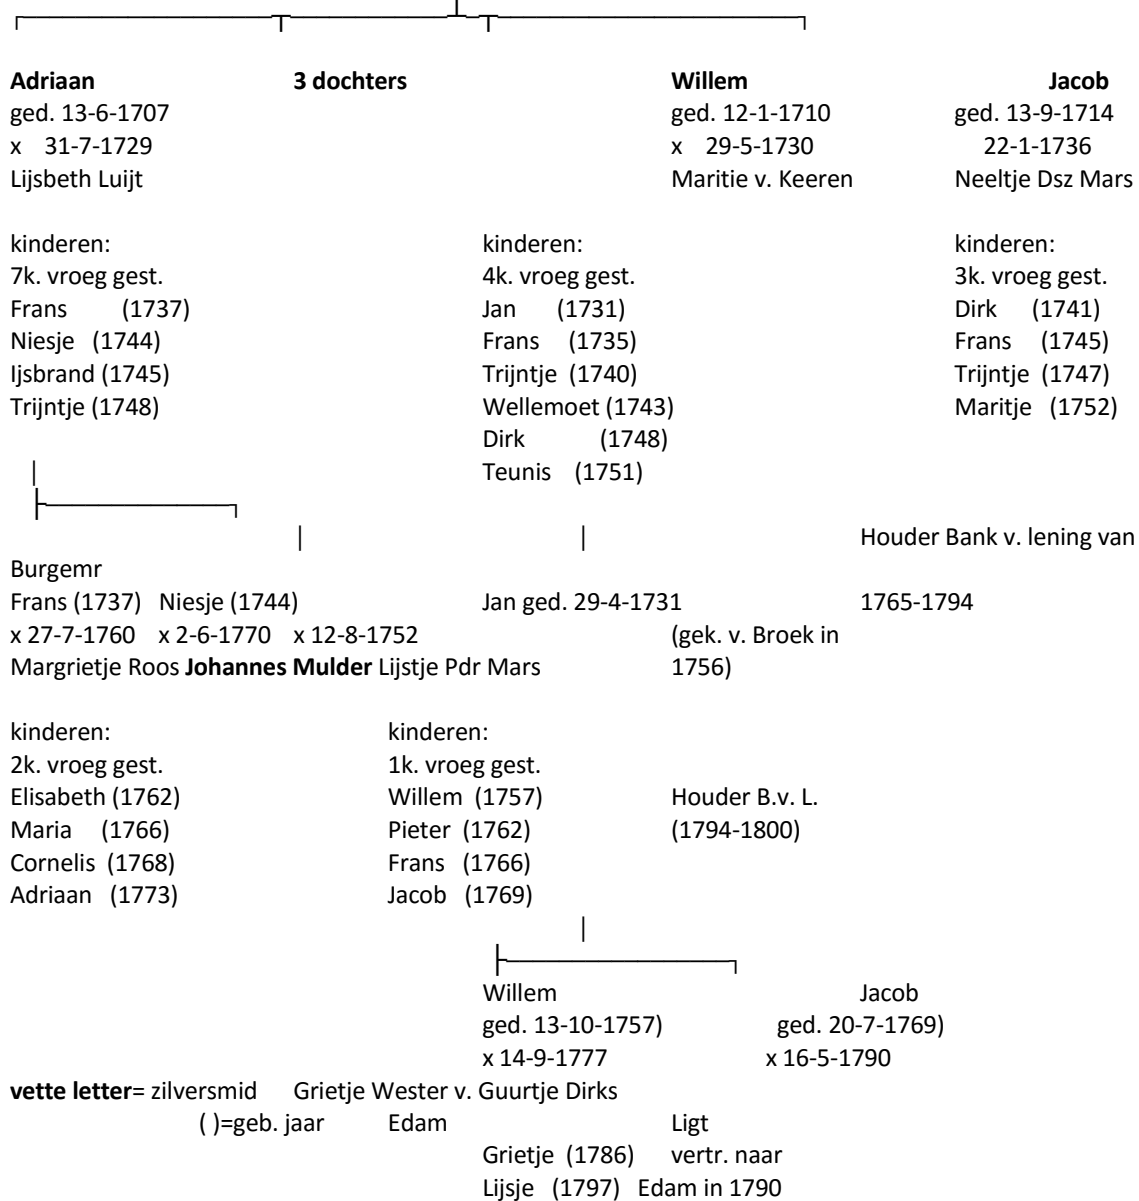 Adriaan 3 dochters Willem Jacob
ged. 13-6-1707 ged. 12-1-1710 ged. 13-9-1714
x 31-7-1729 x 29-5-1730 22-1-1736
Lijsbeth Luijt Maritie v. Keeren Neeltje Dsz Mars
kinderen: kinderen: kinderen:
7k. vroeg gest. 4k. vroeg gest. 3k. vroeg gest.
Frans (1737) Jan (1731) Dirk (1741)
Niesje (1744) Frans (1735) Frans (1745)
Ijsbrand (1745) Trijntje (1740) Trijntje (1747)
Trijntje (1748) Wellemoet (1743) Maritje (1752)
Dirk (1748)
Teunis (1751)
Houder Bank v. lening van
Burgemr
Frans (1737) Niesje (1744) Jan ged. 29-4-1731 1765-1794
x 27-7-1760 x 2-6-1770 x 12-8-1752 (gek. v. Broek in
Margrietje Roos Johannes Mulder Lijstje Pdr Mars 1756)
kinderen: kinderen:
2k. vroeg gest. 1k. vroeg gest.
Elisabeth (1762) Willem (1757) Houder B.v. L.
Maria (1766) Pieter (1762) (1794-1800)
Cornelis (1768) Frans (1766)
Adriaan (1773) Jacob (1769)
Willem Jacob
ged. 13-10-1757) ged. 20-7-1769)
x 14-9-1777 x 16-5-1790
vette letter= zilversmid Grietje Wester v. Guurtje Dirks
( )=geb. jaar Edam Ligt
Grietje (1786) vertr. naar
Lijsje (1797) Edam in 1790